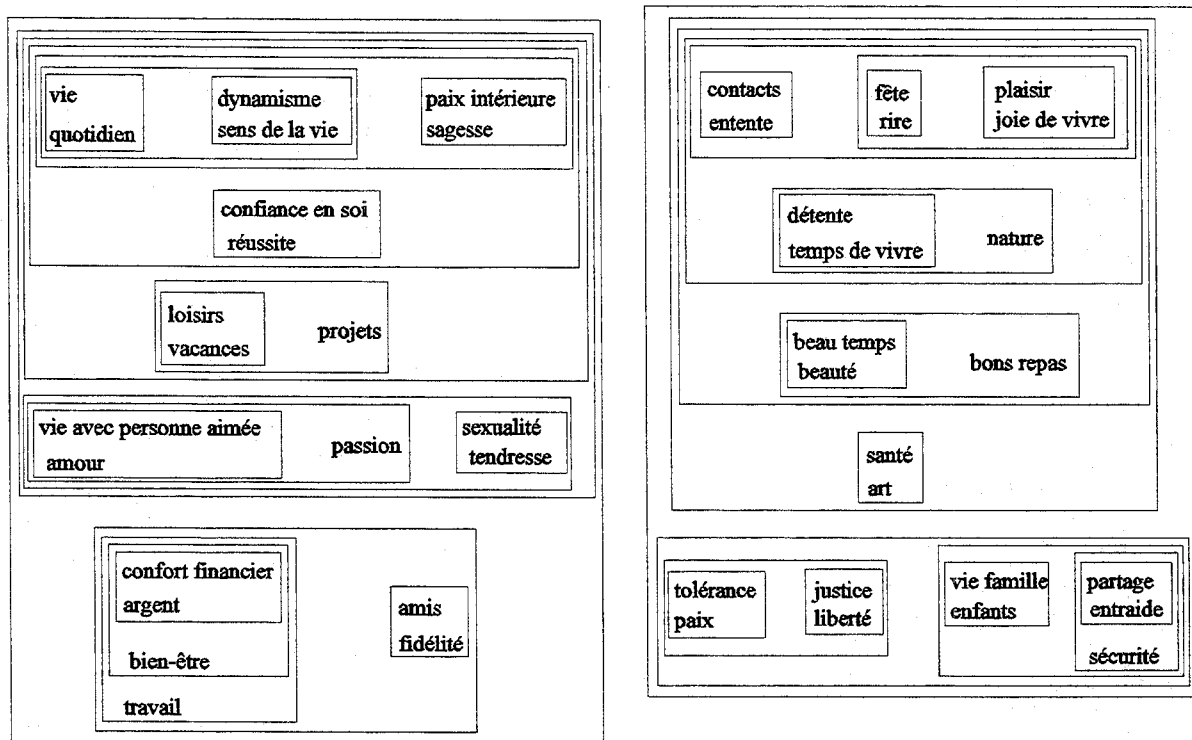 vie
quotidien
dynamisme
sens de la vie
paix intérieure
sagesse
confiance en soi
réussite
loisirs
vacances
projets
vie avec personne aimée
amour
passion
sexualité
tendresse
confort financier
argent
bien-être
travail
amis
fidélité
contacts
entente
fête
rire
plaisir
joie de vivre
détente
temps de vivre
nature
beau temps
beauté
bons repas
santé
art
tolérance
paix
justice
liberté
vie famille
enfants
partage
entraide
sécurité